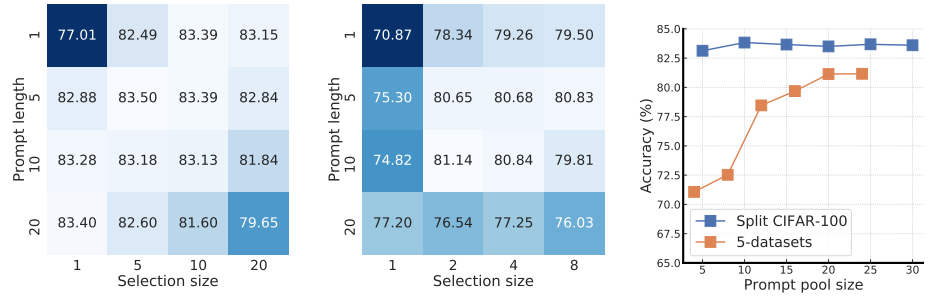 Prompt length
1 77.01 82.49 83.39 83.15
5 82.88 83.50 83.39 82.84
10 83.28 83.18 83.13 81.84
20 83.40 82.60 81.60 79.65
1 5 10 20
Selection size
Prompt length
1 70.87 78.34 79.26 79.50
5 75.30 80.65 80.68 80.83
10 74.82 81.14 80.84 79.81
20 77.20 76.54 77.25 76.03
1 2 4 8
Selection size
Accuracy (%)
85.0
82.5
80.0
77.5
75.0
72.5
70.0
67.5
65.0
Split CIFAR-100
5-datasets
5 10 15 20 25 30
Prompt pool size